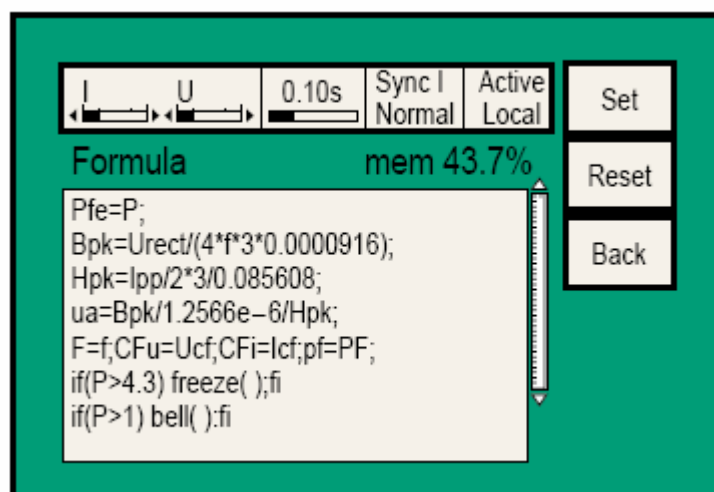 I U 0.10s Sync I Active Set
Normal Local
Formula mem 43.7% Reset
Pfe=P;
Bpk=Urect/(4*f*3*0.0000916); Back
Hpk=Ipp/2*3/0.085608;
ua=Bpk/1.2566e–6/Hpk;
F=f;CFu=Ucf;CFi=Icf;pf=PF;
if(P>4.3) freeze( );fi
if(P>1) bell( ):fi